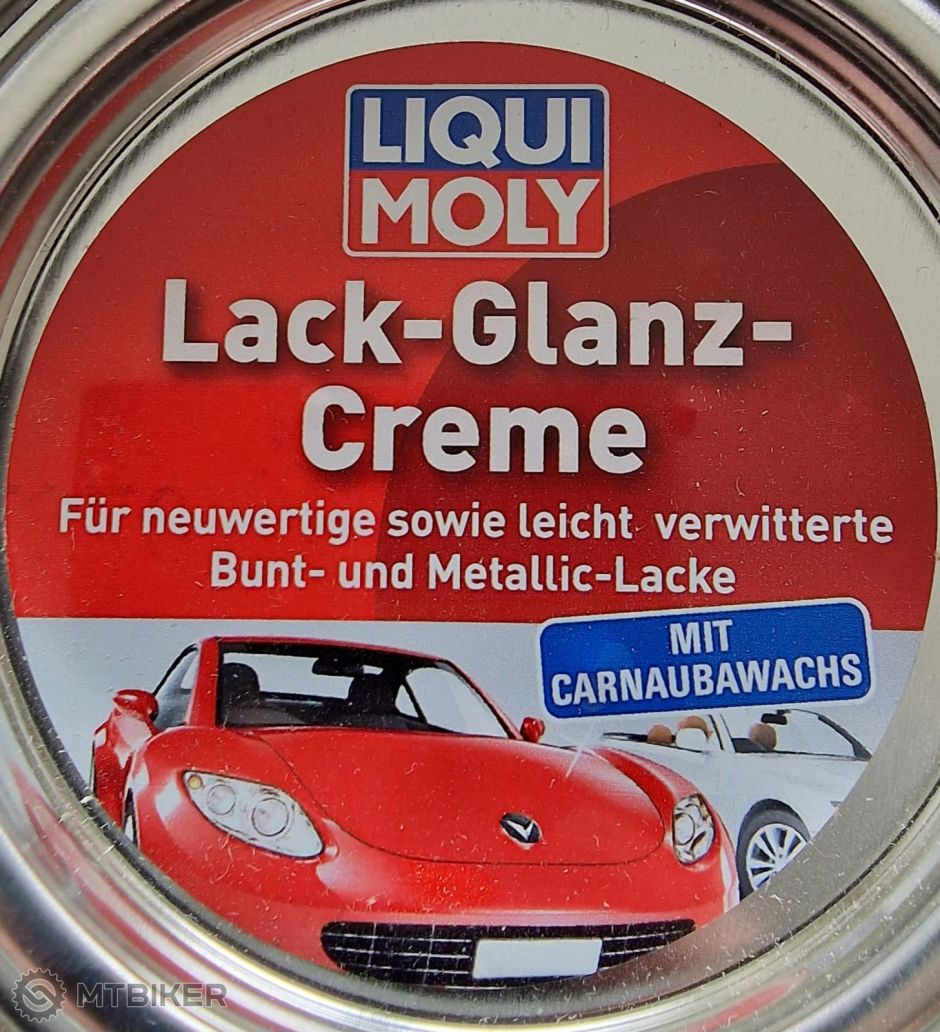 LIQUI
MOLY
Lack-Glanz-
Creme
Für neuwertige sowie leicht verwitterte
Bunt- und Metallic-Lacke
MIT
CARNAUBAWACHS
MTBIKER